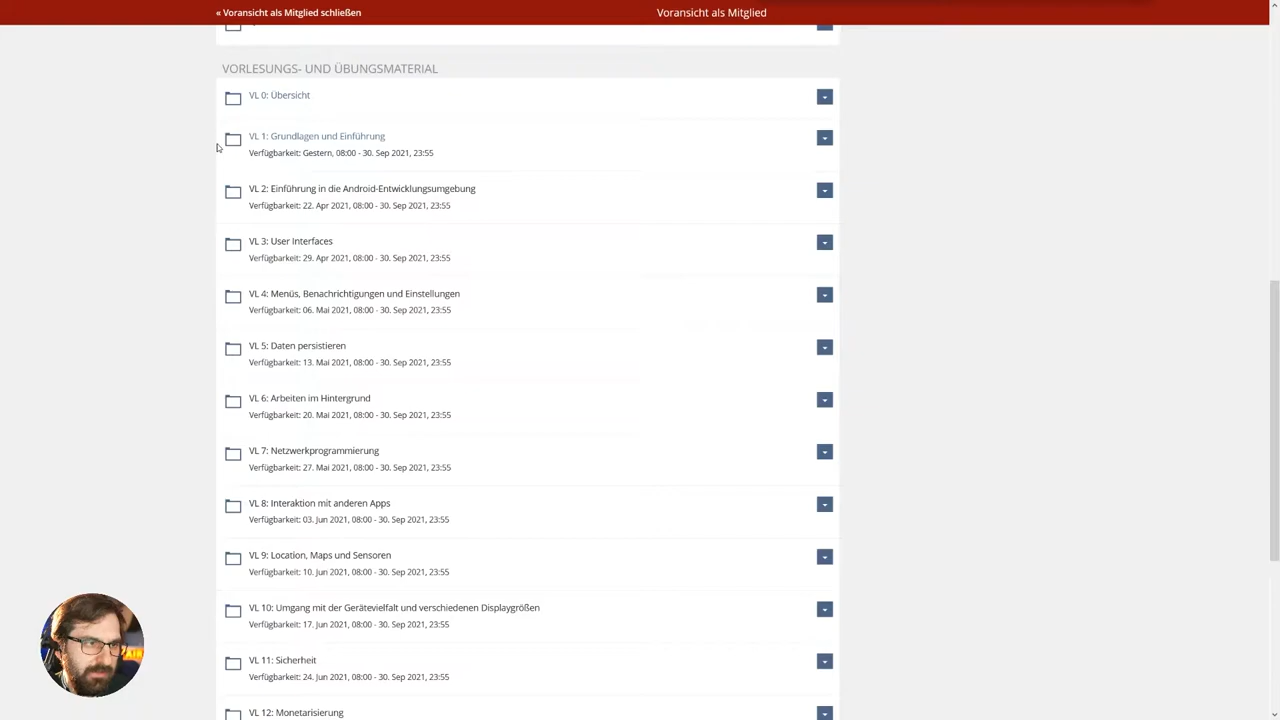 « Voransicht als Mitglied schließen
Voransicht als Mitglied
VORLESUNGS- UND ÜBUNGSMATERIAL
VL 0: Übersicht
VL 1: Grundlagen und Einführung
Verfügbarkeit: Gestern, 08:00 - 30. Sep 2021, 23:55
VL 2: Einführung in die Android-Entwicklungsumgebung
Verfügbarkeit: 22. Apr 2021, 08:00 - 30. Sep 2021, 23:55
VL 3: User Interfaces
Verfügbarkeit: 29. Apr 2021, 08:00 - 30. Sep 2021, 23:55
VL 4: Menüs, Benachrichtigungen und Einstellungen
Verfügbarkeit: 06. Mai 2021, 08:00 - 30. Sep 2021, 23:55
VL 5: Daten persistieren
Verfügbarkeit: 13. Mai 2021, 08:00 - 30. Sep 2021, 23:55
VL 6: Arbeiten im Hintergrund
Verfügbarkeit: 20. Mai 2021, 08:00 - 30. Sep 2021, 23:55
VL 7: Netzwerkprogrammierung
Verfügbarkeit: 27. Mai 2021, 08:00 - 30. Sep 2021, 23:55
VL 8: Interaktion mit anderen Apps
Verfügbarkeit: 03. Jun 2021, 08:00 - 30. Sep 2021, 23:55
VL 9: Location, Maps und Sensoren
Verfügbarkeit: 10. Jun 2021, 08:00 - 30. Sep 2021, 23:55
VL 10: Umgang mit der Gerätevielfalt und verschiedenen Displaygrößen
Verfügbarkeit: 17. Jun 2021, 08:00 - 30. Sep 2021, 23:55
VL 11: Sicherheit
Verfügbarkeit: 24. Jun 2021, 08:00 - 30. Sep 2021, 23:55
VL 12: Monetarisierung